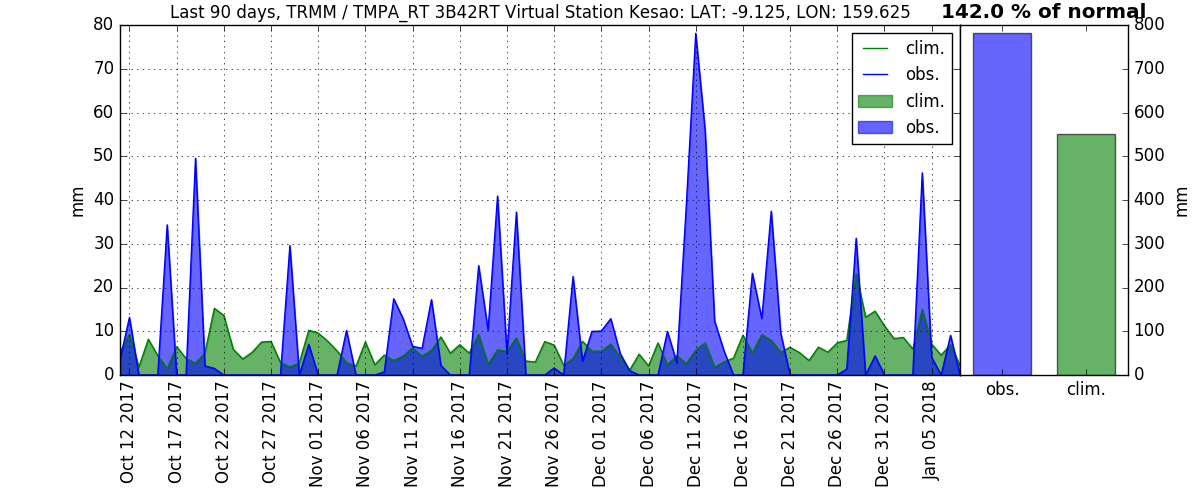 Last 90 days, TRMM / TMPA_RT 3B42RT Virtual Station Kesao: LAT: -9.125, LON: 159.625
142.0 % of normal
80
70
60
50
40
30
20
10
0
mm
clim.
obs.
clim.
obs.
800
700
600
500
400
300
200
100
0
mm
Oct 12 2017
Oct 17 2017
Oct 22 2017
Oct 27 2017
Nov 01 2017
Nov 06 2017
Nov 11 2017
Nov 16 2017
Nov 21 2017
Nov 26 2017
Dec 01 2017
Dec 06 2017
Dec 11 2017
Dec 16 2017
Dec 21 2017
Dec 26 2017
Dec 31 2017
Jan 05 2018
obs.
clim.